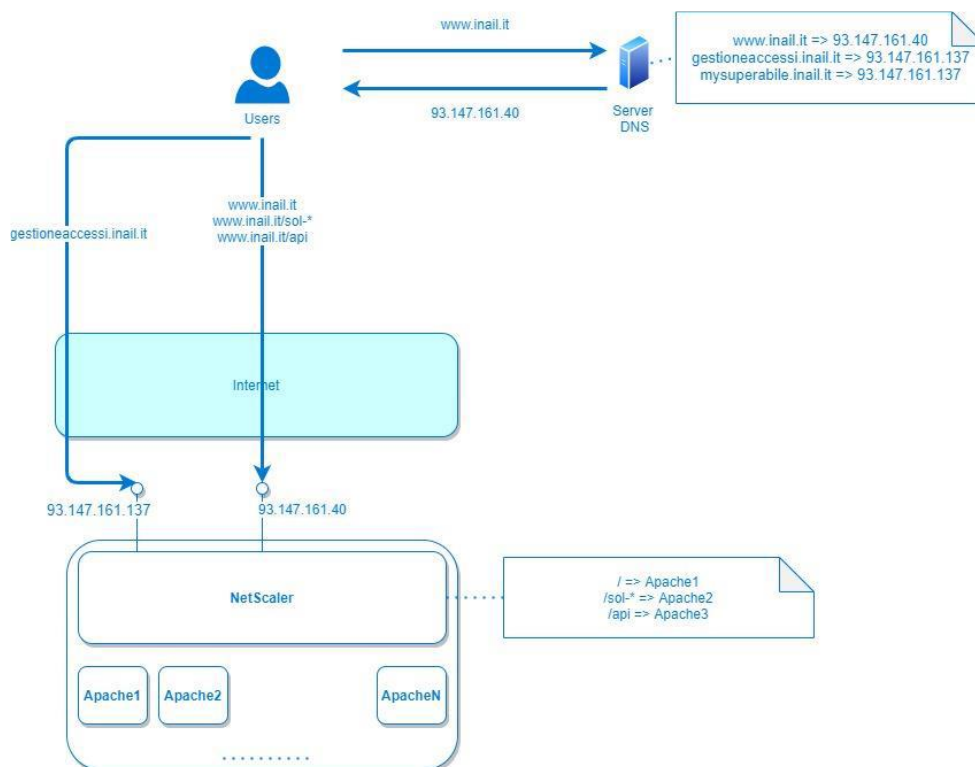 www.inail.it
www.inail.it => 93.147.161.40
gestioneaccessi.inail.it => 93.147.161.137
mysuperabile.inail.it => 93.147.161.137
93.147.161.40
Users
Server
DNS
www.inail.it
www.inail.it/sol-*
www.inail.it/api
gestioneaccessi.inail.it
Internet
93.147.161.137
93.147.161.40
NetScaler
/ => Apache1
/sol-* => Apache2
/api => Apache3
Apache1
Apache2
ApacheN